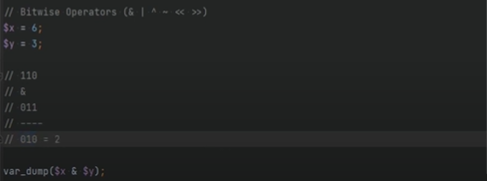 // Bitwise Operators (& | ^ ~ << >>)
$x = 6;
$y = 3;
// 110
// &
// 011
// ----
// 010 = 2
var_dump($x & $y);